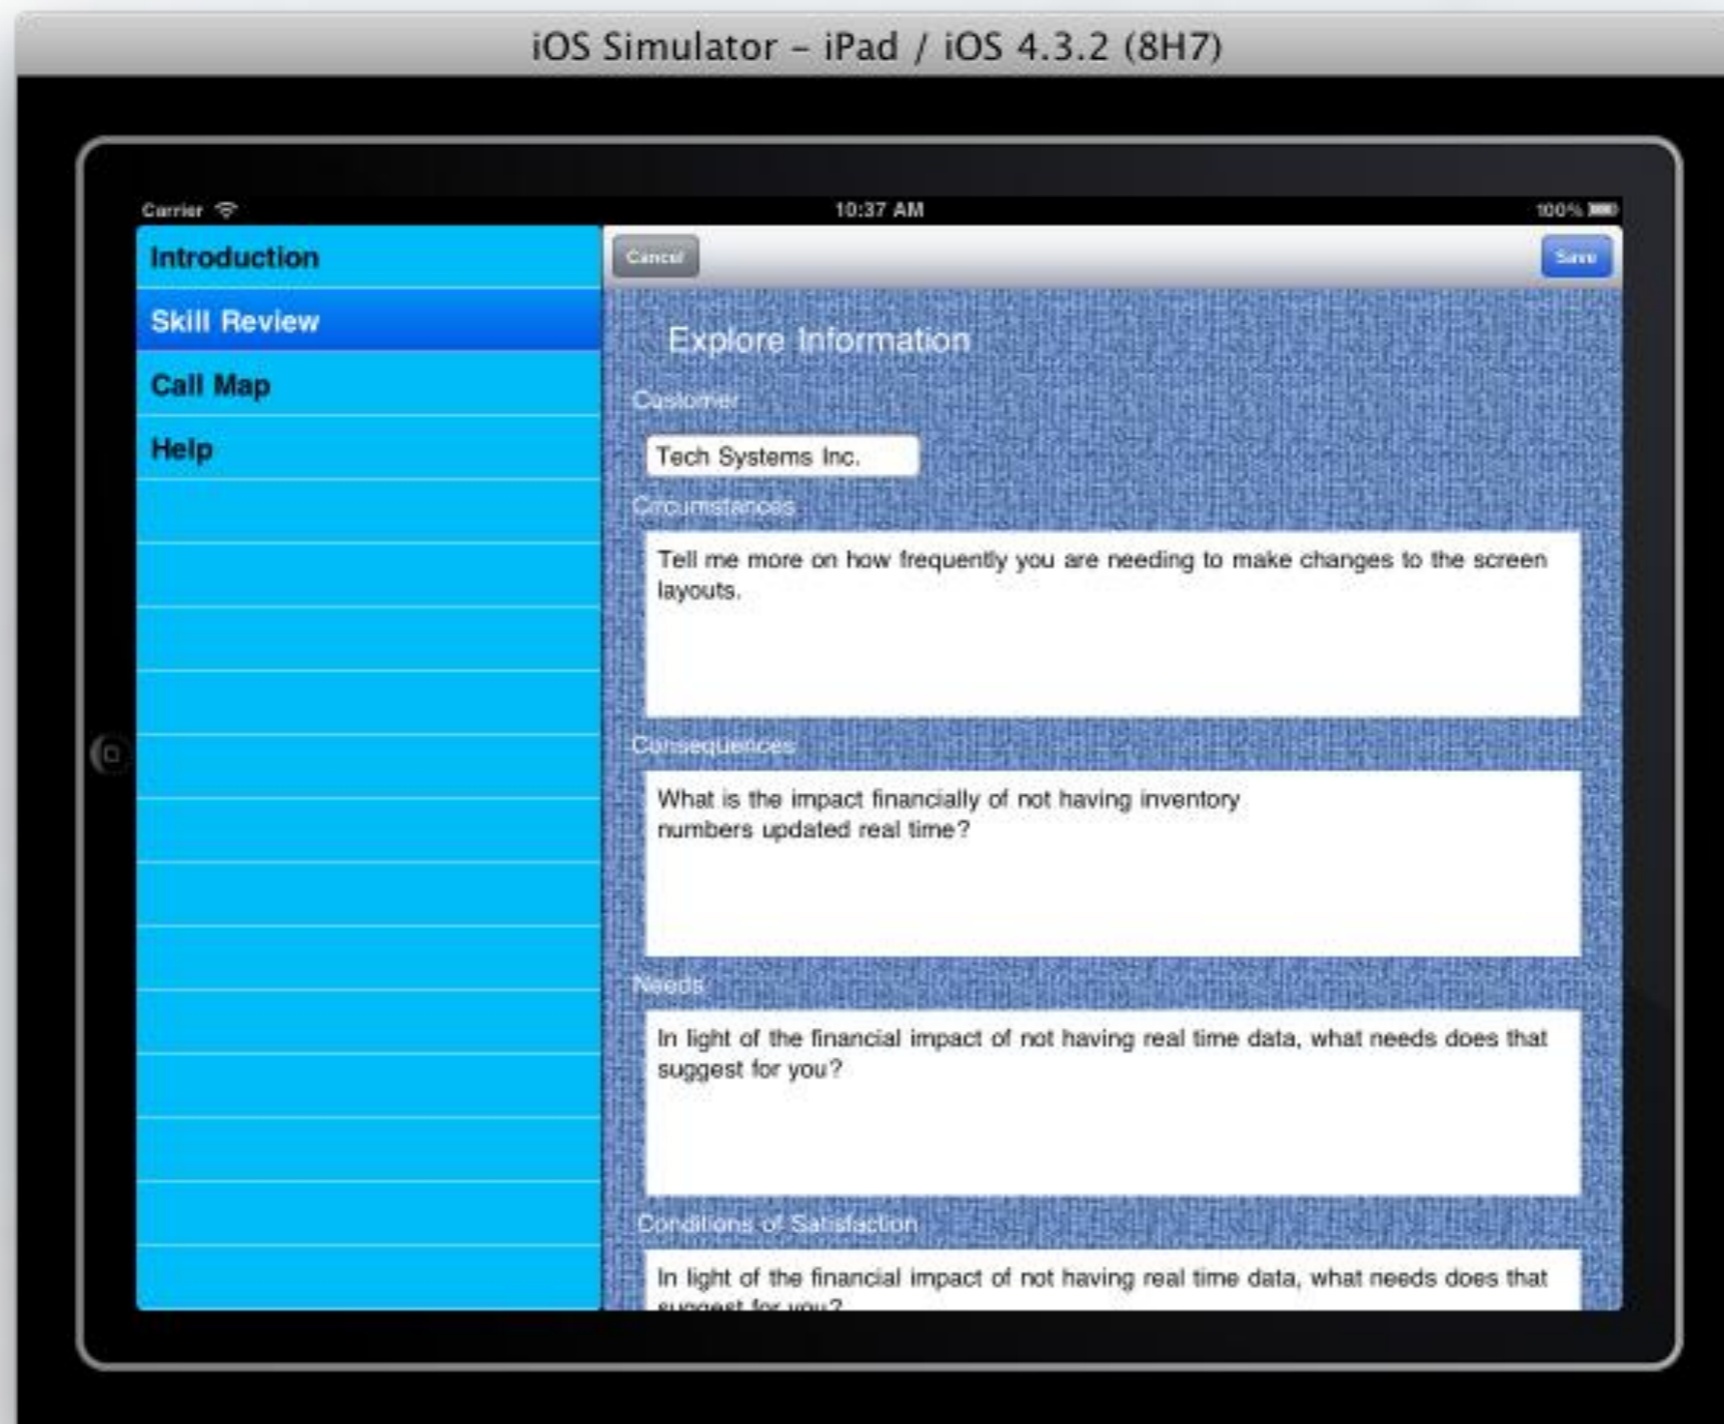 iOS Simulator – iPad / iOS 4.3.2 (8H7)
Carrier
10:37 AM
100%
Introduction
Skill Review
Call Map
Help
Cancel
Save
Explore Information
Customer
Tech Systems Inc.
Circumstances
Tell me more on how frequently you are needing to make changes to the screen
layouts.
Consequences
What is the impact financially of not having inventory
numbers updated real time?
Needs
In light of the financial impact of not having real time data, what needs does that
suggest for you?
Conditions of Satisfaction
In light of the financial impact of not having real time data, what needs does that
suggest for you?